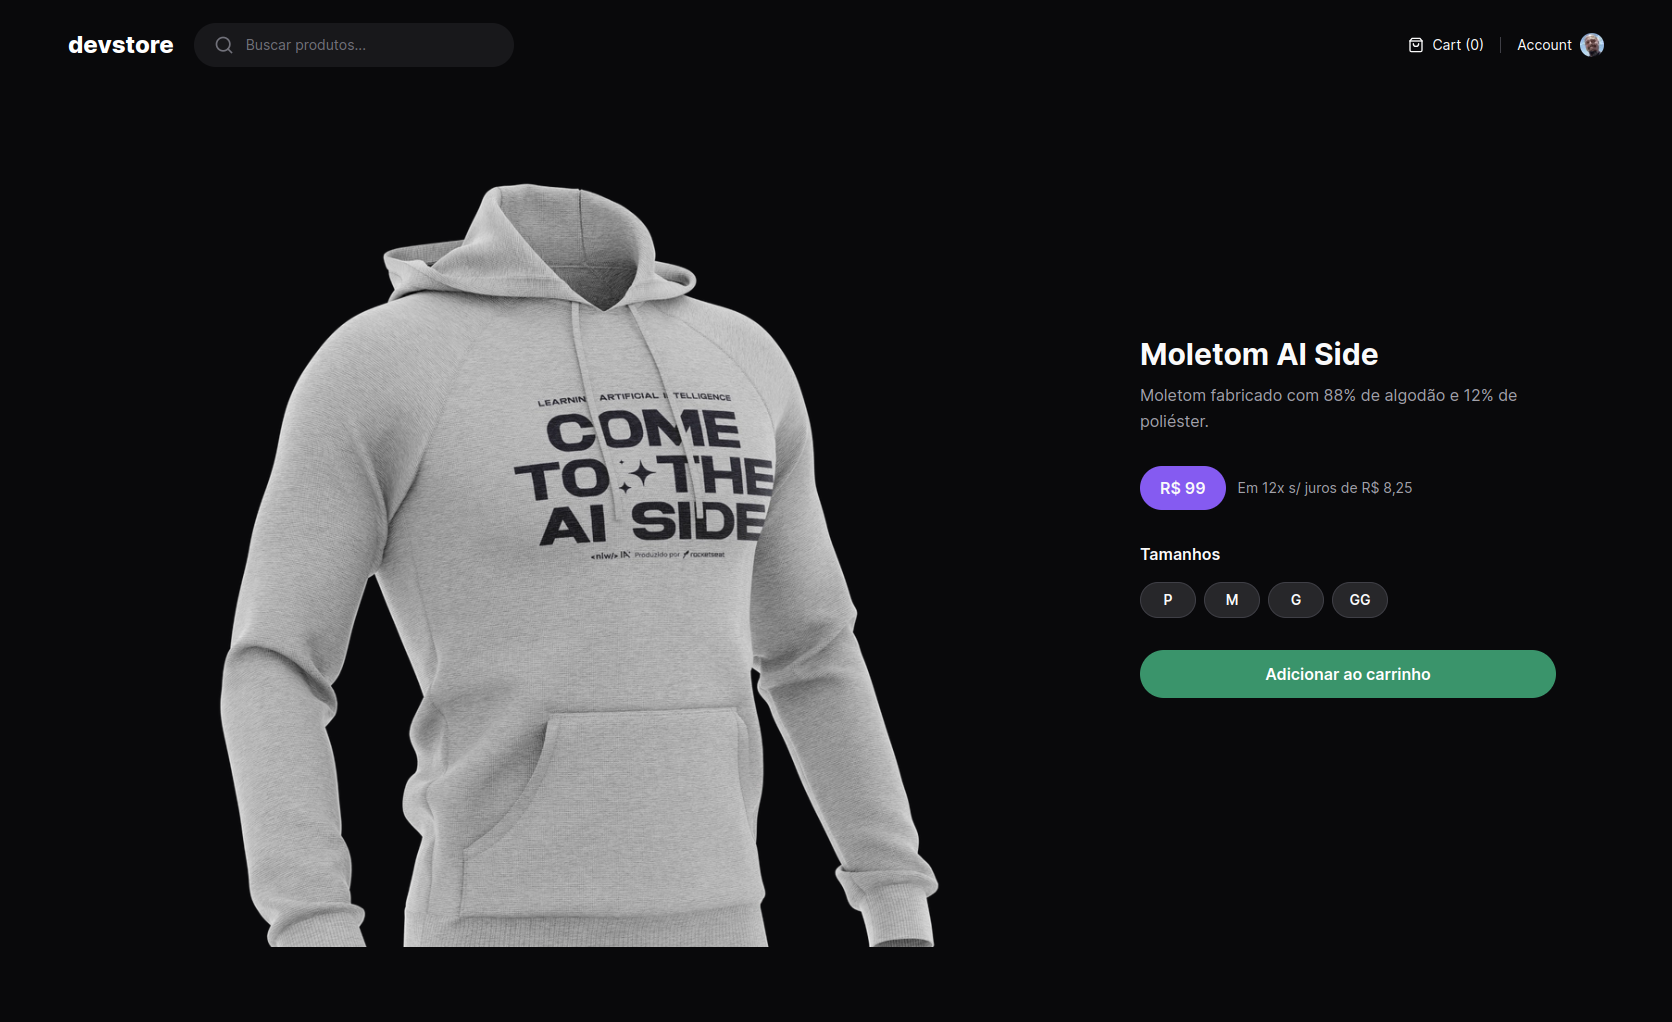 devstore
Buscar produtos...
Cart (0)
Account
LEARNIN ARTIFICIAL I TELLIGENCE
COME
TO THE
AI SIDE
<nlw/> IA Produzido por rocketseat
Moletom AI Side
Moletom fabricado com 88% de algodão e 12% de
poliéster.
R$ 99
Em 12x s/ juros de R$ 8,25
Tamanhos
P
M
G
GG
Adicionar ao carrinho